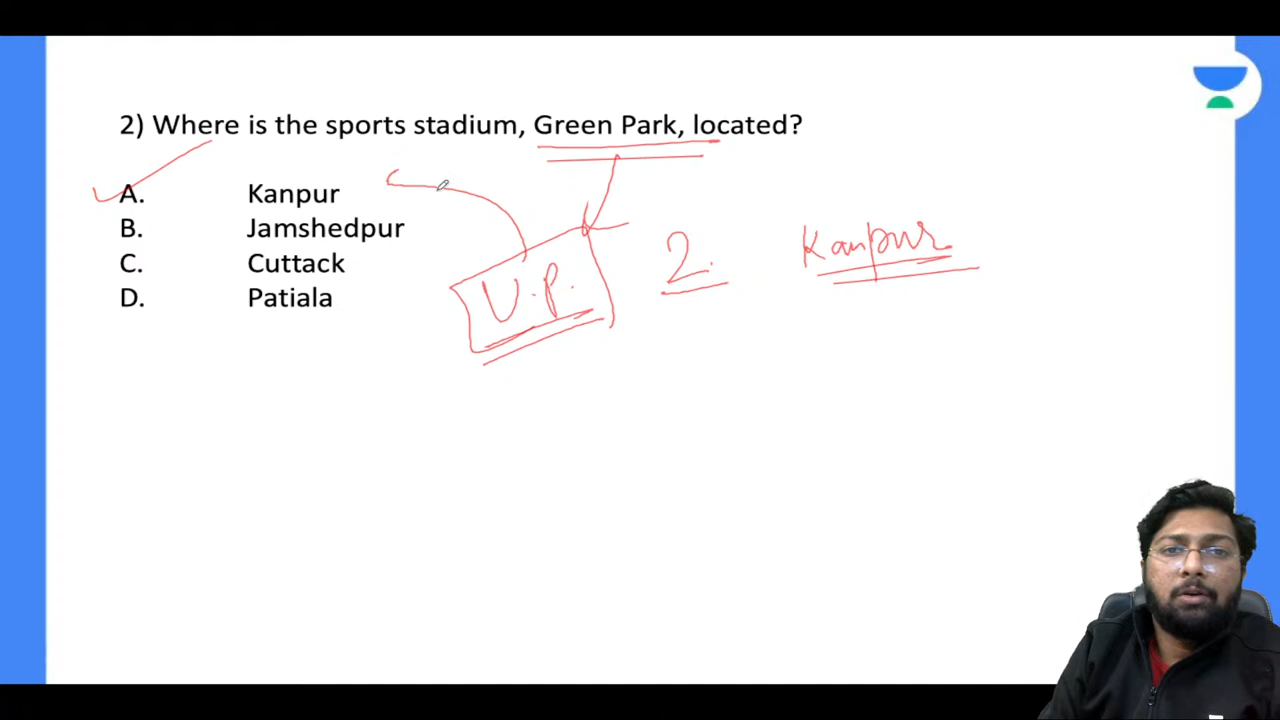 2) Where is the sports stadium, Green Park, located?
A. Kanpur
B. Jamshedpur
C. Cuttack
D. Patiala
U.P.
2.
Kanpur